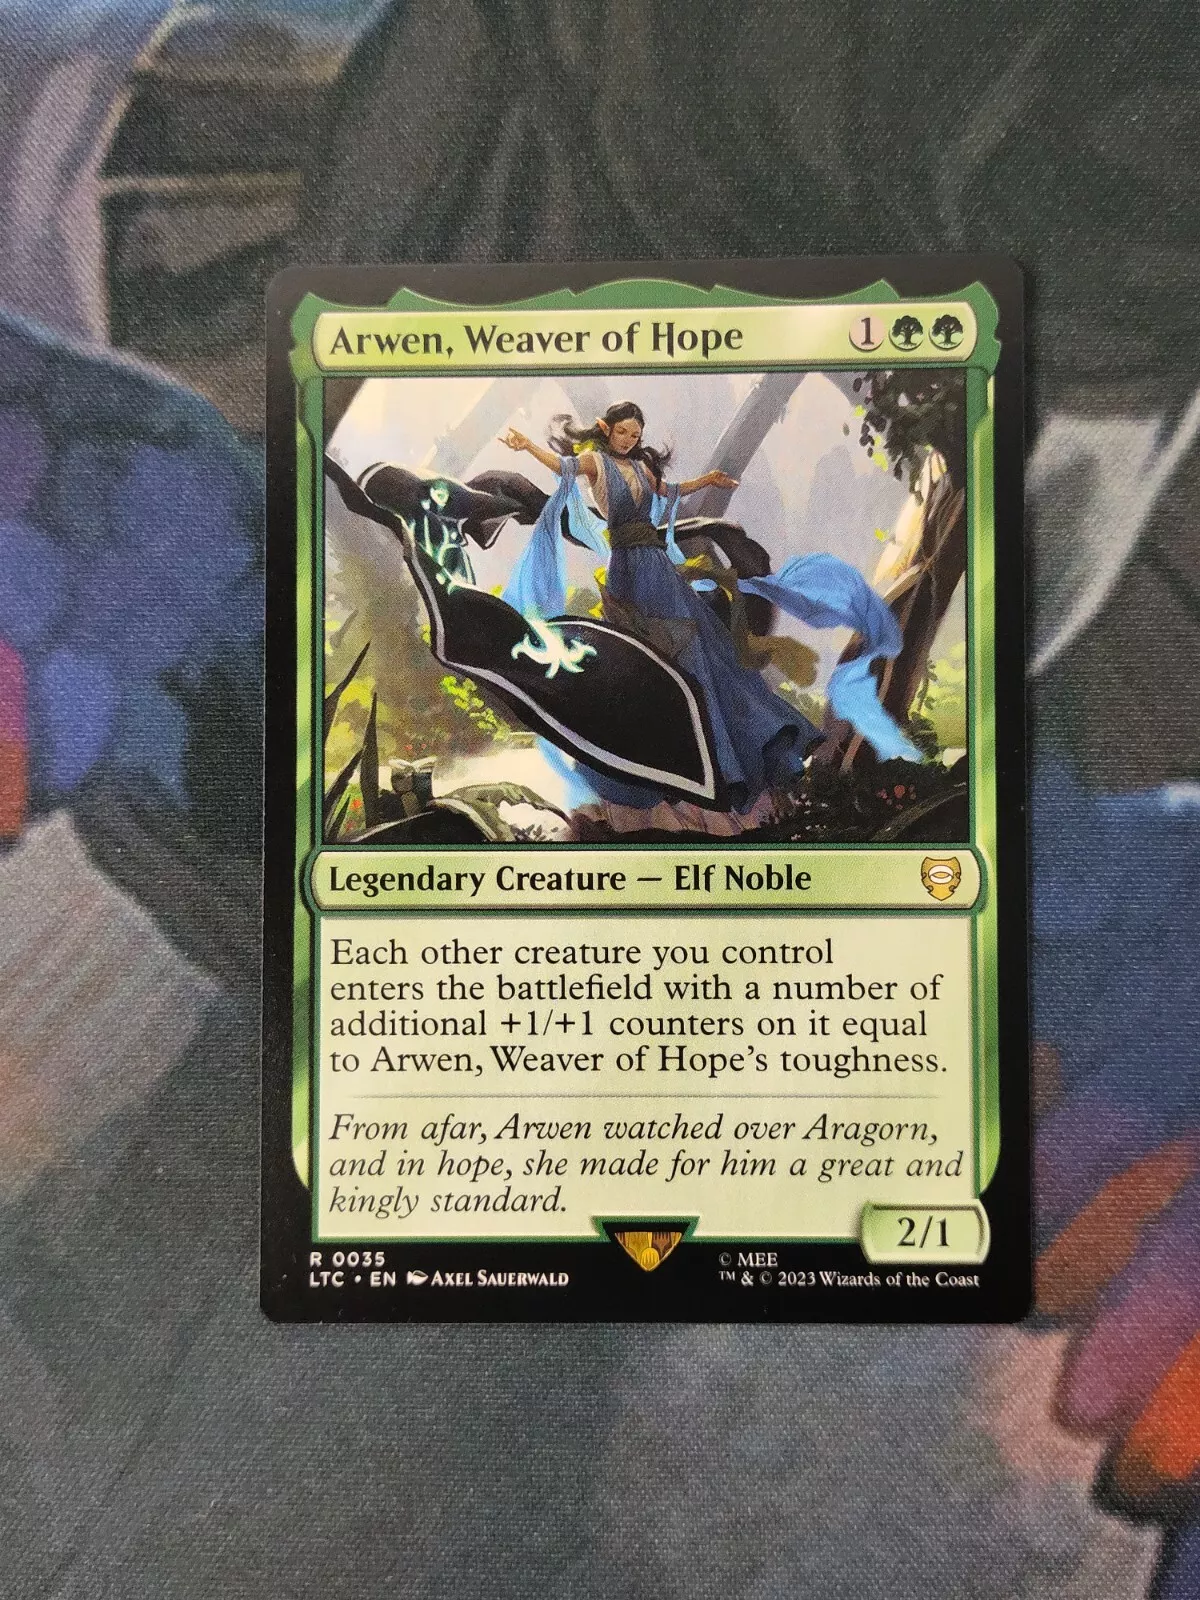 Arwen, Weaver of Hope 1
Legendary Creature — Elf Noble
Each other creature you control
enters the battlefield with a number of
additional +1/+1 counters on it equal
to Arwen, Weaver of Hope's toughness.
From afar, Arwen watched over Aragorn,
and in hope, she made for him a great and
kingly standard.
2/1
R 0035
LTC • EN AXEL SAUERWALD
© MEE
™ & © 2023 Wizards of the Coast